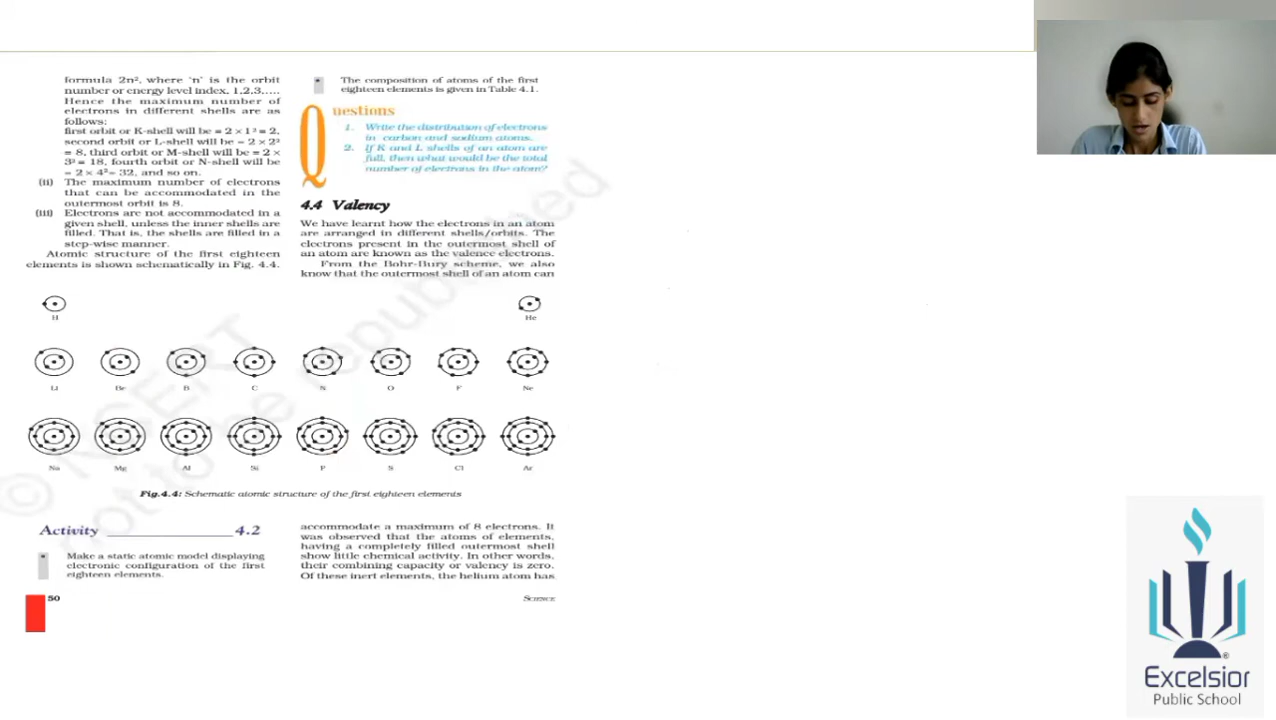 formula 2n², where 'n' is the orbit
number or energy level index, 1,2,3,….
Hence the maximum number of
electrons in different shells are as
follows:
first orbit or K-shell will be = 2 × 1² = 2,
second orbit or L-shell will be = 2 × 2²
= 8, third orbit or M-shell will be = 2 ×
3² = 18, fourth orbit or N-shell will be
= 2 × 4²= 32, and so on.
(ii) The maximum number of electrons
that can be accommodated in the
outermost orbit is 8.
(iii) Electrons are not accommodated in a
given shell, unless the inner shells are
filled. That is, the shells are filled in a
step-wise manner.
Atomic structure of the first eighteen
elements is shown schematically in Fig. 4.4.
The composition of atoms of the first
eighteen elements is given in Table 4.1.
Questions
1. Write the distribution of electrons
in carbon and sodium atoms.
2. If K and L shells of an atom are
full, then what would be the total
number of electrons in the atom?
4.4 Valency
We have learnt how the electrons in an atom
are arranged in different shells/orbits. The
electrons present in the outermost shell of
an atom are known as the valence electrons.
From the Bohr-Bury scheme, we also
know that the outermost shell of an atom can
H He
Li Be B C N O F Ne
Na Mg Al Si P S Cl Ar
Fig.4.4: Schematic atomic structure of the first eighteen elements
Activity ______________ 4.2
Make a static atomic model displaying
electronic configuration of the first
eighteen elements.
accommodate a maximum of 8 electrons. It
was observed that the atoms of elements,
having a completely filled outermost shell
show little chemical activity. In other words,
their combining capacity or valency is zero.
Of these inert elements, the helium atom has
50
SCIENCE
© NCERT
not to be republished
Excelsior
Public School